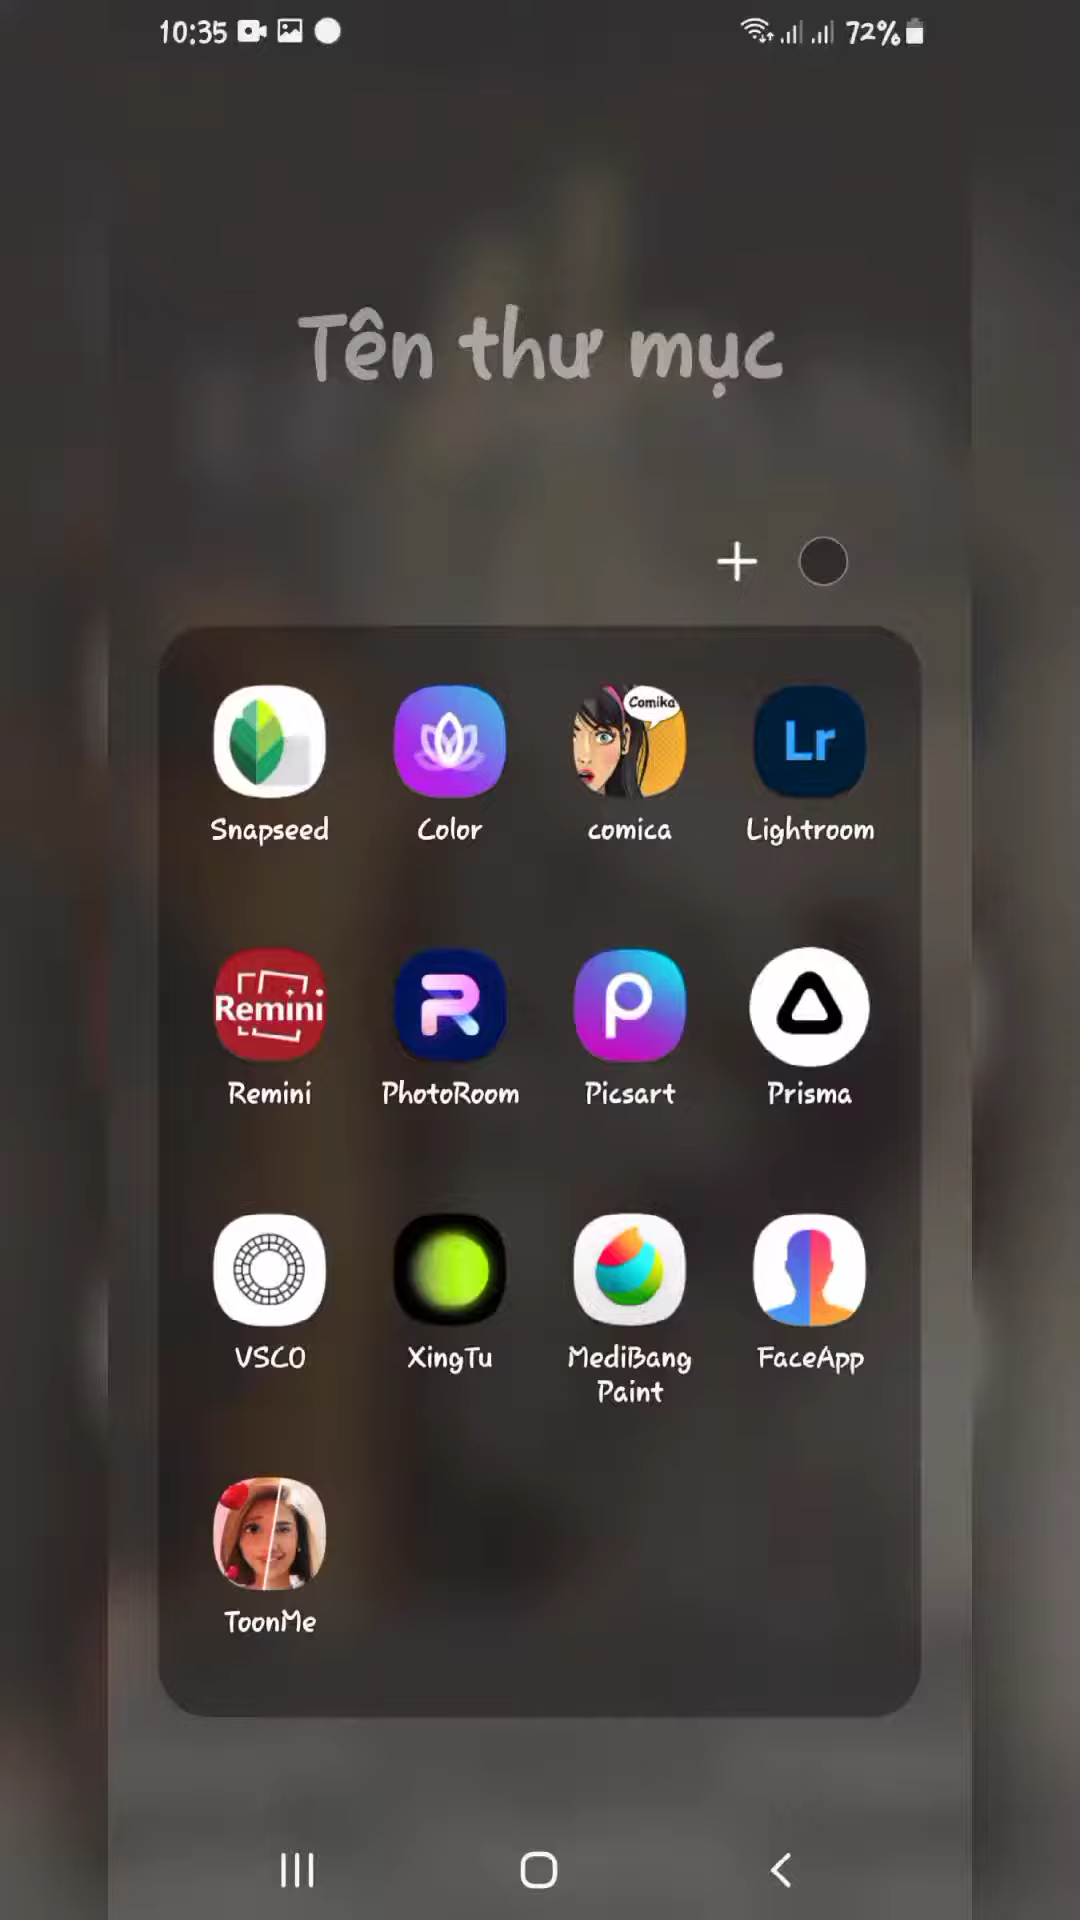 10:35 72%
Tên thư mục
Comika
Lr
Snapseed Color comica Lightroom
Remini
Remini PhotoRoom Picsart Prisma
VSCO XingTu MediBang Paint FaceApp
ToonMe